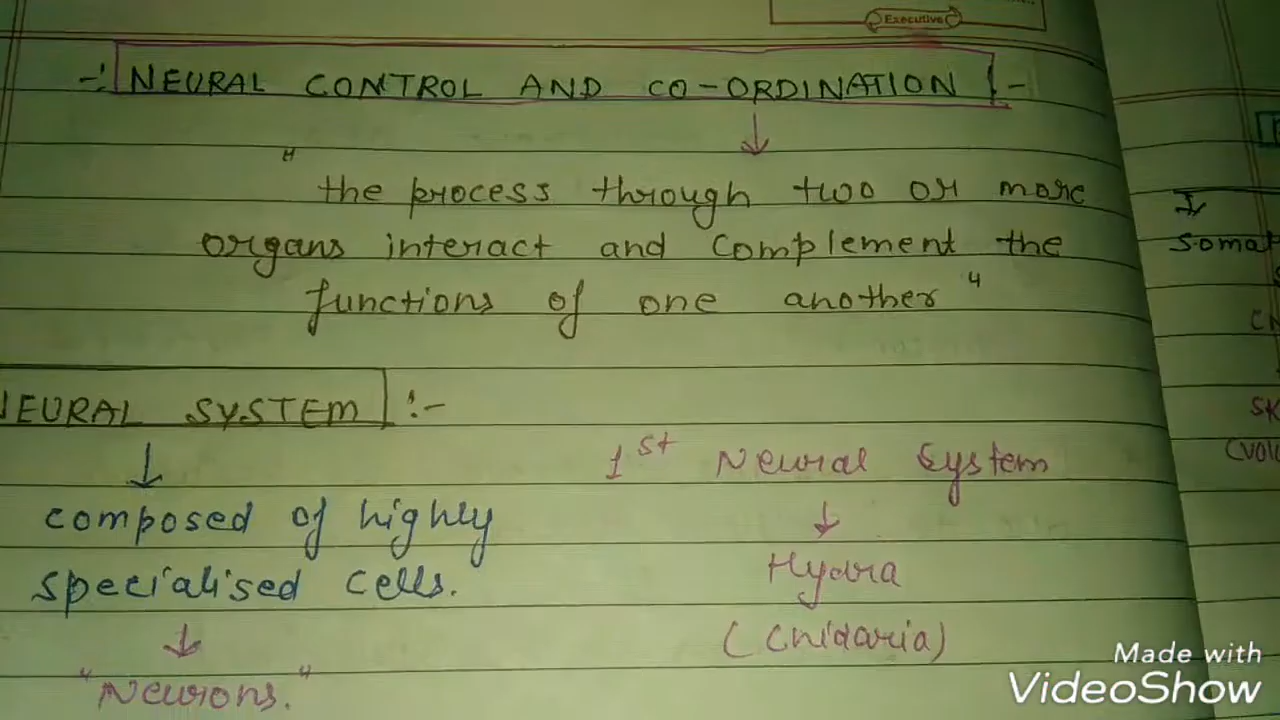 Executive
-: NEURAL CONTROL AND CO-ORDINATION :-
↓
"the process through two or more
organs interact and complement the
functions of one another"
NEURAL SYSTEM :-
↓
composed of highly
specialised cells.
↓
"Neurons."
1st Neural System
↓
Hydra
(Cnidaria)
Made with
VideoShow